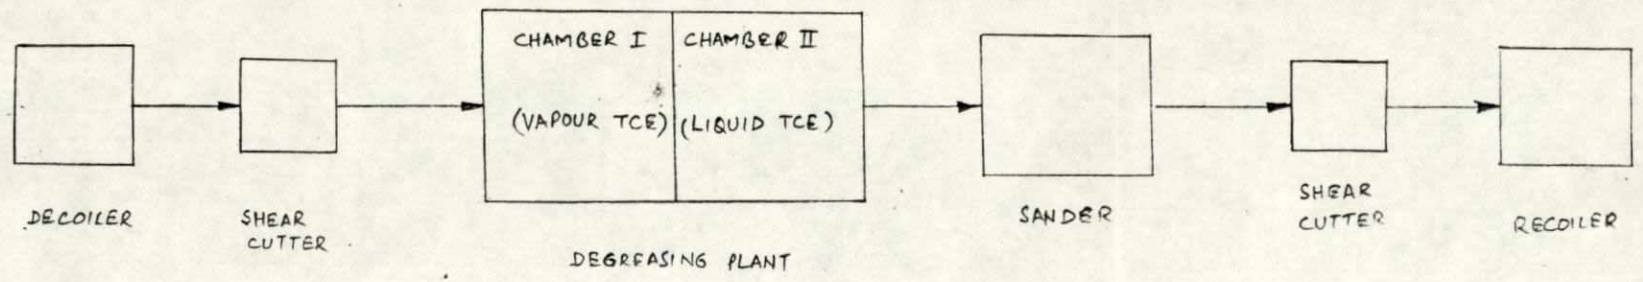 CHAMBER I
CHAMBER II
(VAPOUR TCE)
(LIQUID TCE)
DECOILER
SHEAR
CUTTER
DEGREASING PLANT
SANDER
SHEAR
CUTTER
RECOILER